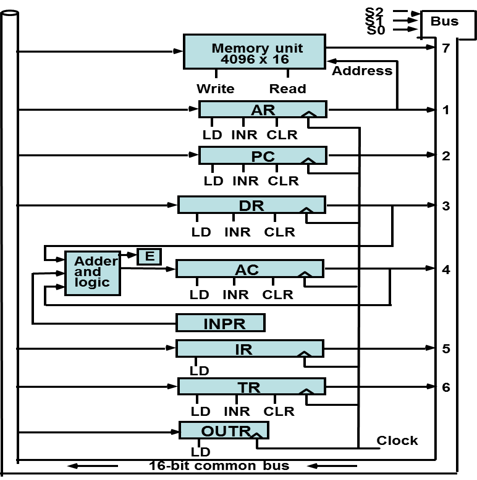 S2
S1
S0
Bus
Memory unit
4096 x 16
7
Address
Write Read
AR
1
LD INR CLR
PC
2
LD INR CLR
DR
3
LD INR CLR
Adder
and
logic
E
AC
4
LD INR CLR
INPR
IR
5
LD
TR
6
LD INR CLR
OUTR
LD
Clock
16-bit common bus